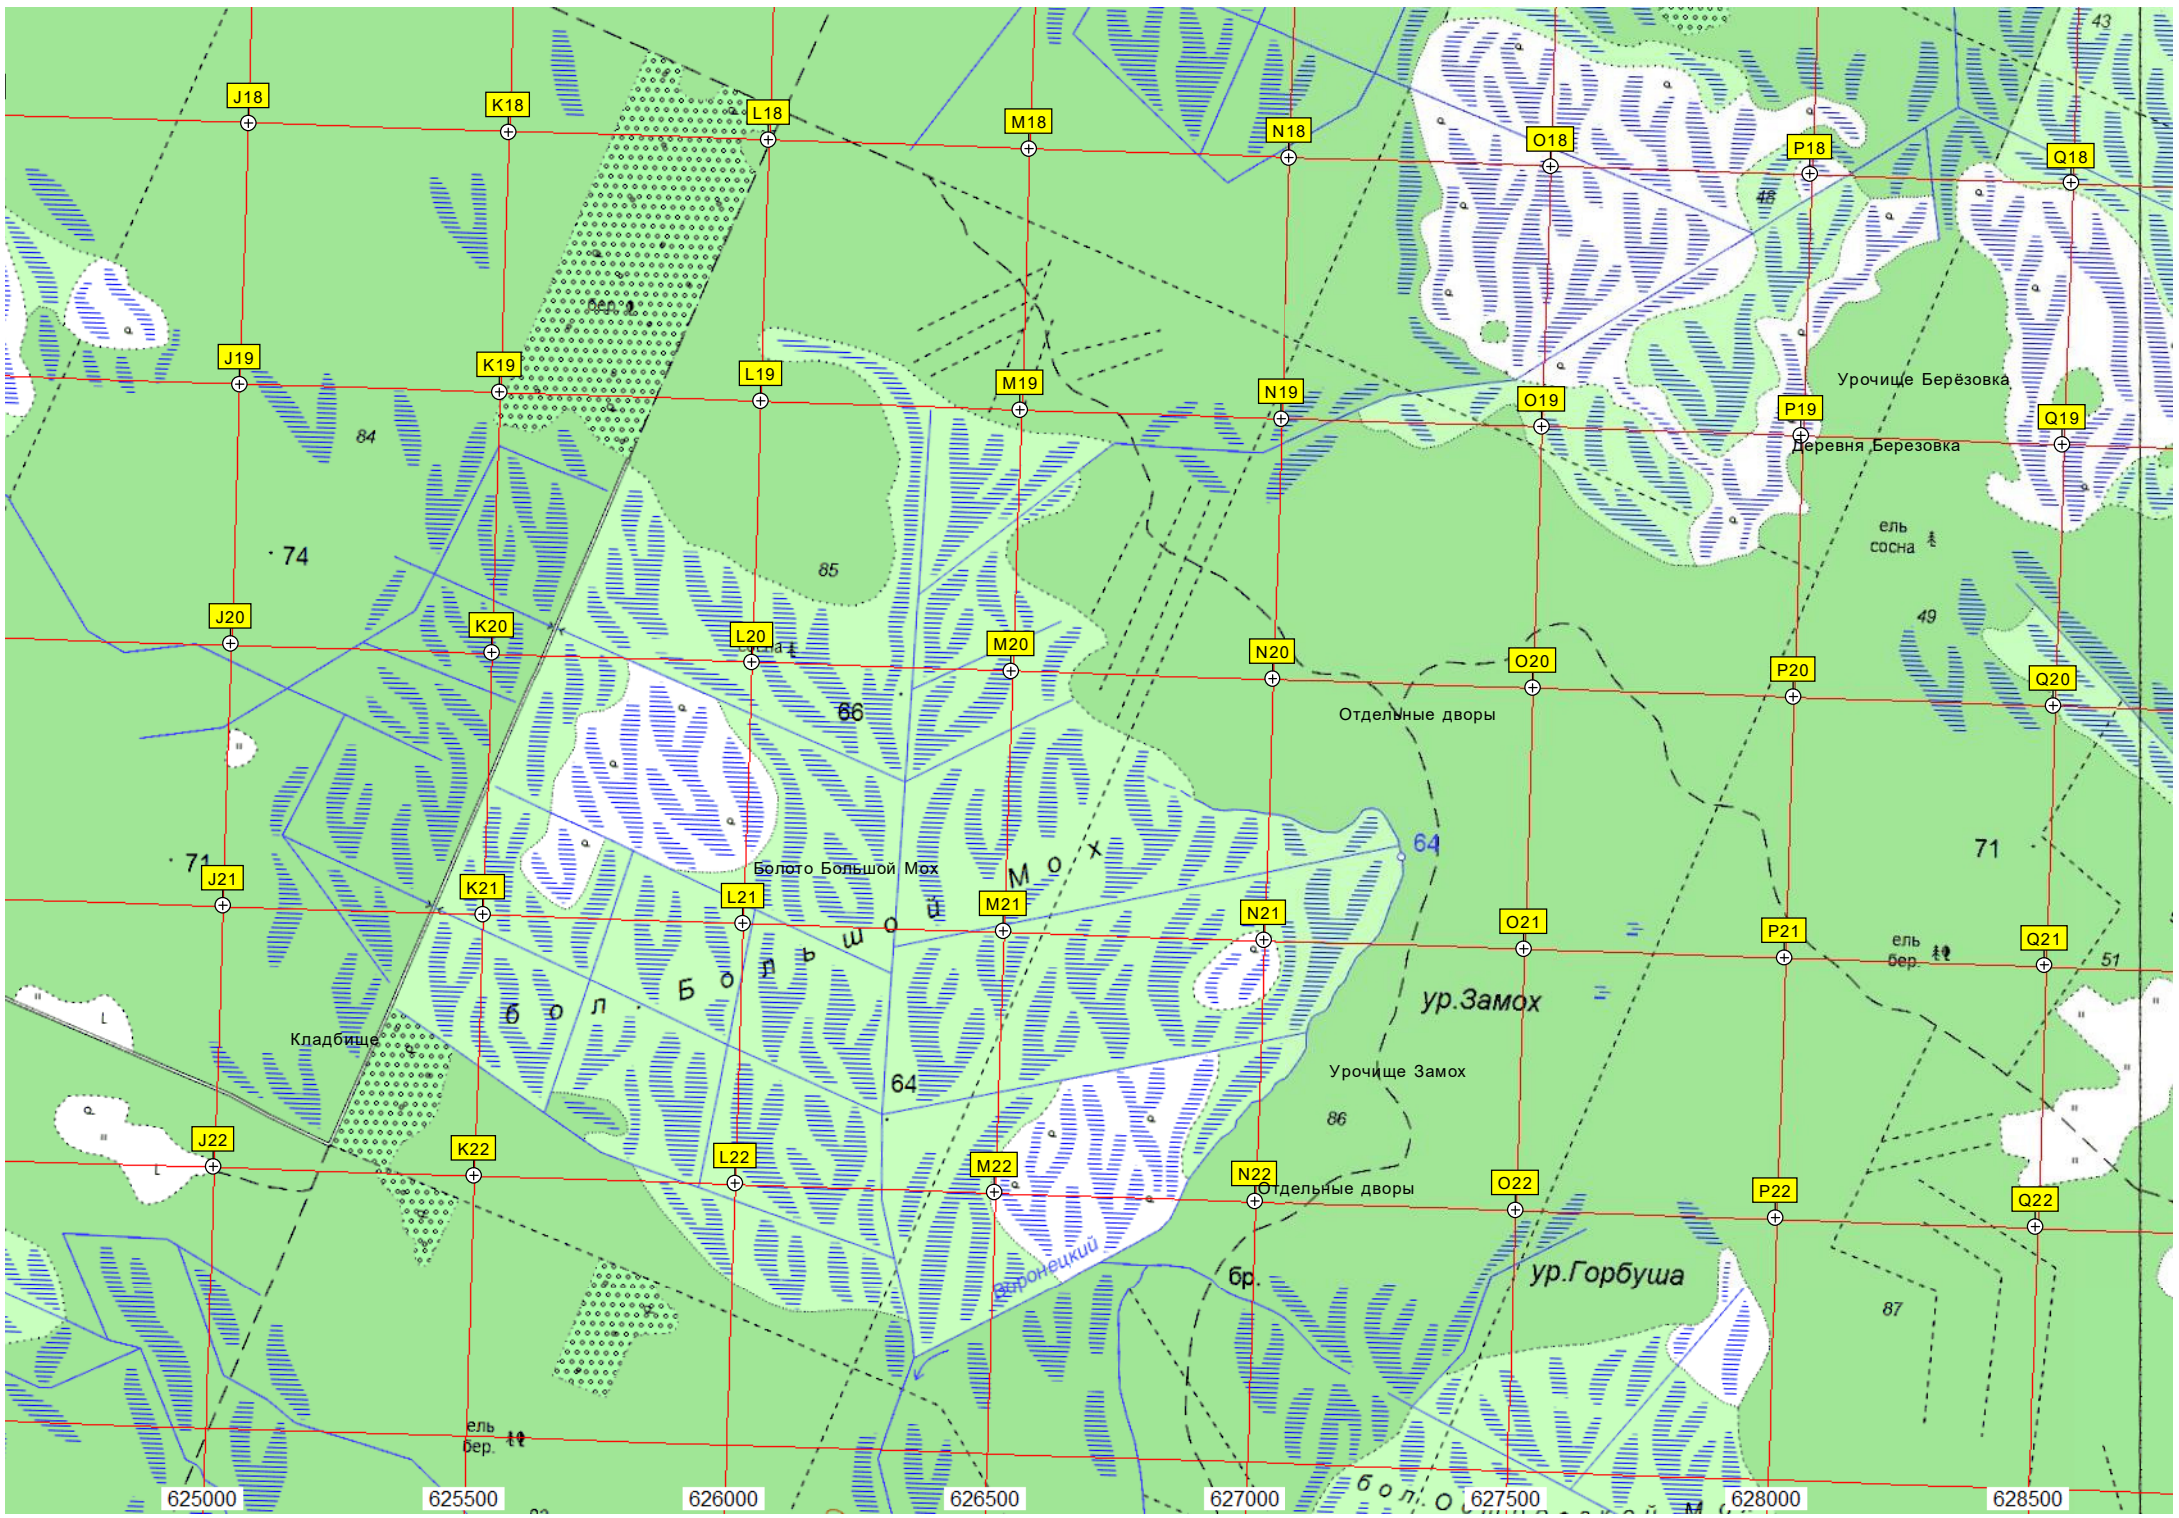 43
J18
K18
L18
M18
N18
O18
P18
Q18
48
бер.
J19
K19
L19
M19
N19
O19
P19
Q19
Урочище Берёзовка
Деревня Березовка
84
74
85
ель
сосна
49
J20
K20
L20
сосна
M20
N20
O20
P20
Q20
66
Отдельные дворы
64
71
71
J21
K21
L21
M21
N21
O21
P21
Q21
Болото Большой Мох
бол. Большой Мох
ель
бер.
51
ур.Замох
Кладбище
Урочище Замох
64
86
J22
K22
L22
M22
N22
O22
P22
Q22
Отдельные дворы
Воронецкий
бр.
ур.Горбуша
87
ель
бер.
625000
625500
626000
626500
627000
627500
628000
628500